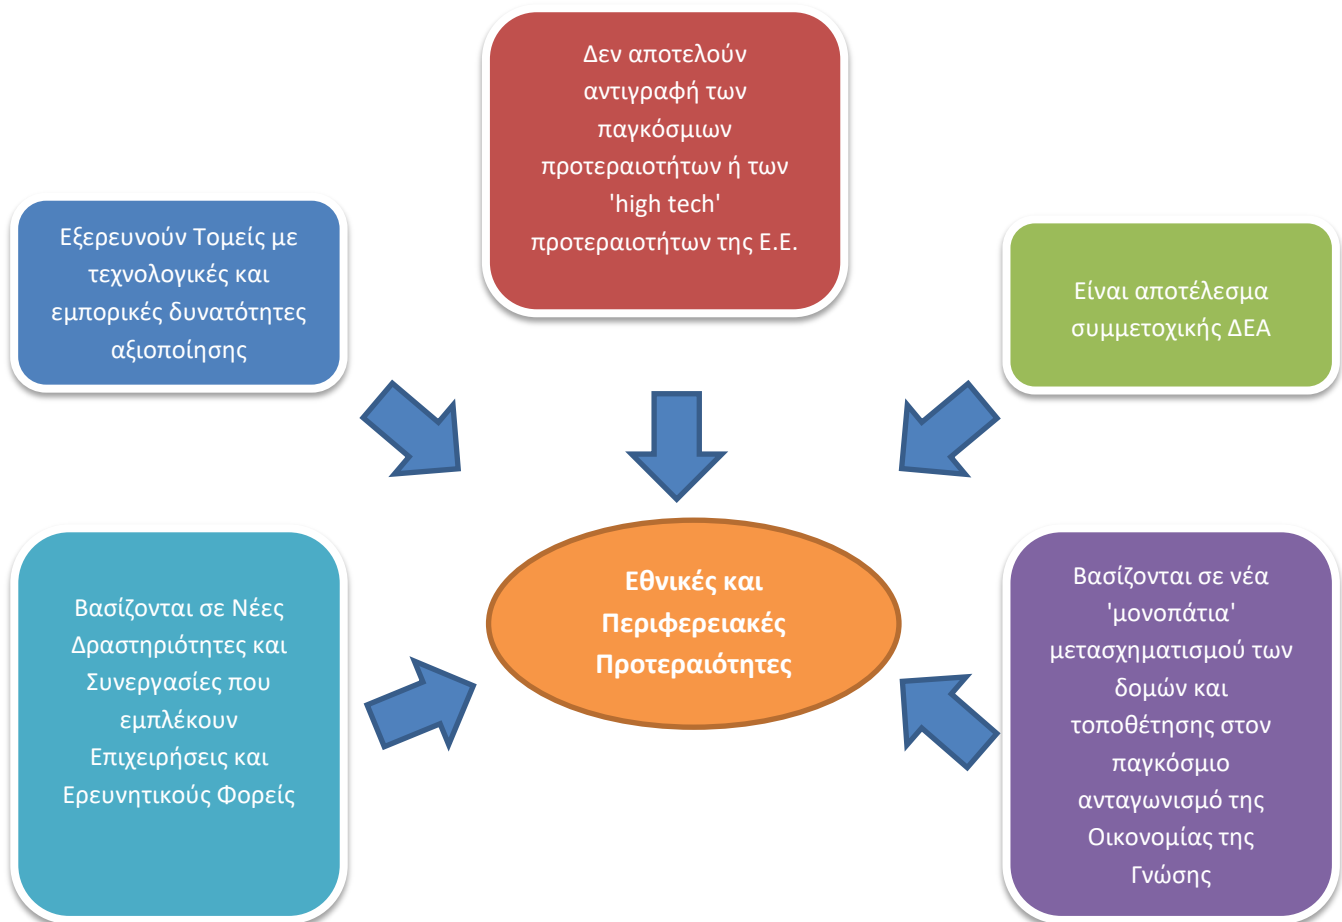 Δεν αποτελούν
αντιγραφή των
παγκόσμιων
προτεραιοτήτων ή των
'high tech'
προτεραιοτήτων της Ε.Ε.
Εξερευνούν Τομείς με
τεχνολογικές και
εμπορικές δυνατότητες
αξιοποίησης
Είναι αποτέλεσμα
συμμετοχικής ΔΕΑ
Εθνικές και
Περιφερειακές
Προτεραιότητες
Βασίζονται σε Νέες
Δραστηριότητες και
Συνεργασίες που
εμπλέκουν
Επιχειρήσεις και
Ερευνητικούς Φορείς
Βασίζονται σε νέα
'μονοπάτια'
μετασχηματισμού των
δομών και
τοποθέτησης στον
παγκόσμιο
ανταγωνισμό της
Οικονομίας της
Γνώσης